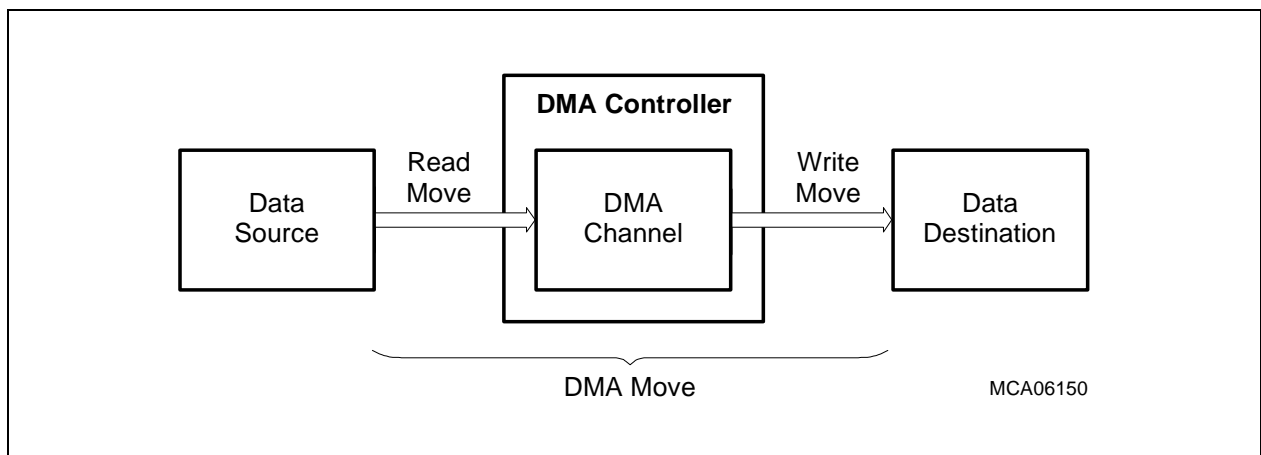 DMA Controller
Data
Source
Read
Move
DMA
Channel
Write
Move
Data
Destination
DMA Move
MCA06150